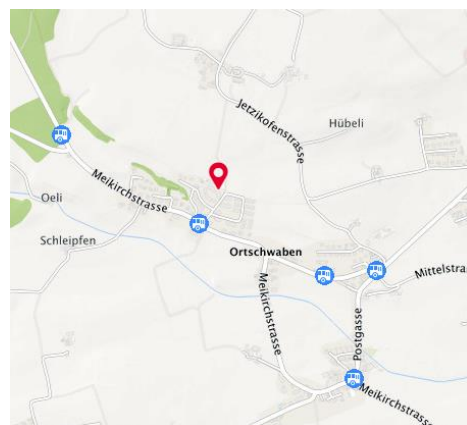 Jetzikofenstrasse
Hübeli
Meikirchstrasse
Oeli
Schleipfen
Ortschwaben
Mittelstra
Meikirchstrasse
Postgasse
Meikirchstrasse